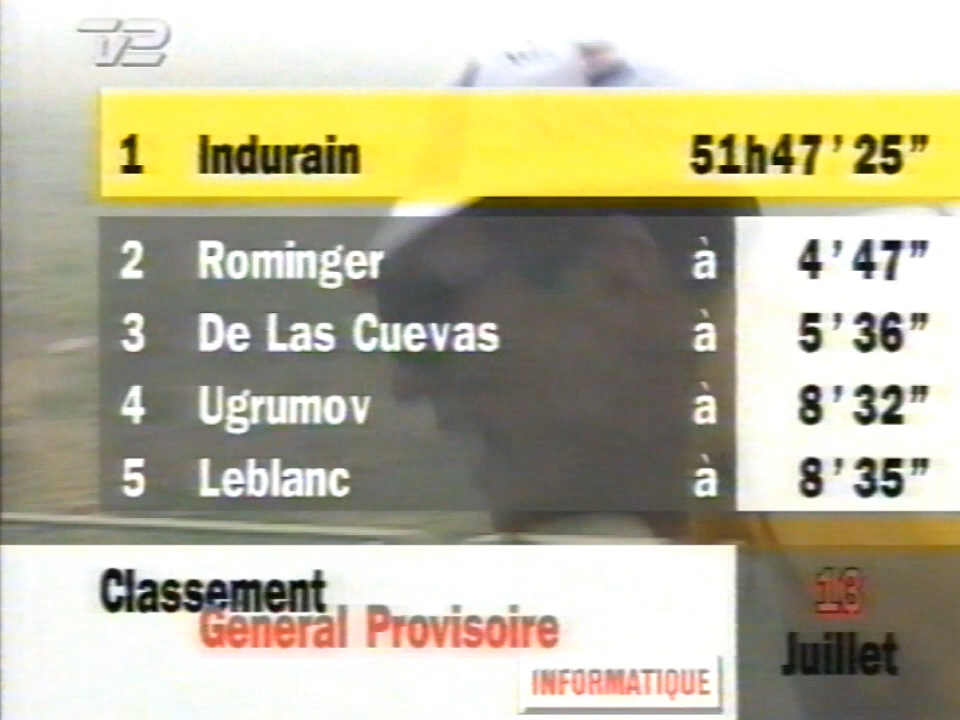 TV2
1 Indurain 51h47'25"
2 Rominger à 4'47"
3 De Las Cuevas à 5'36"
4 Ugrumov à 8'32"
5 Leblanc à 8'35"
Classement
General Provisoire
13
Juillet
INFORMATIQUE